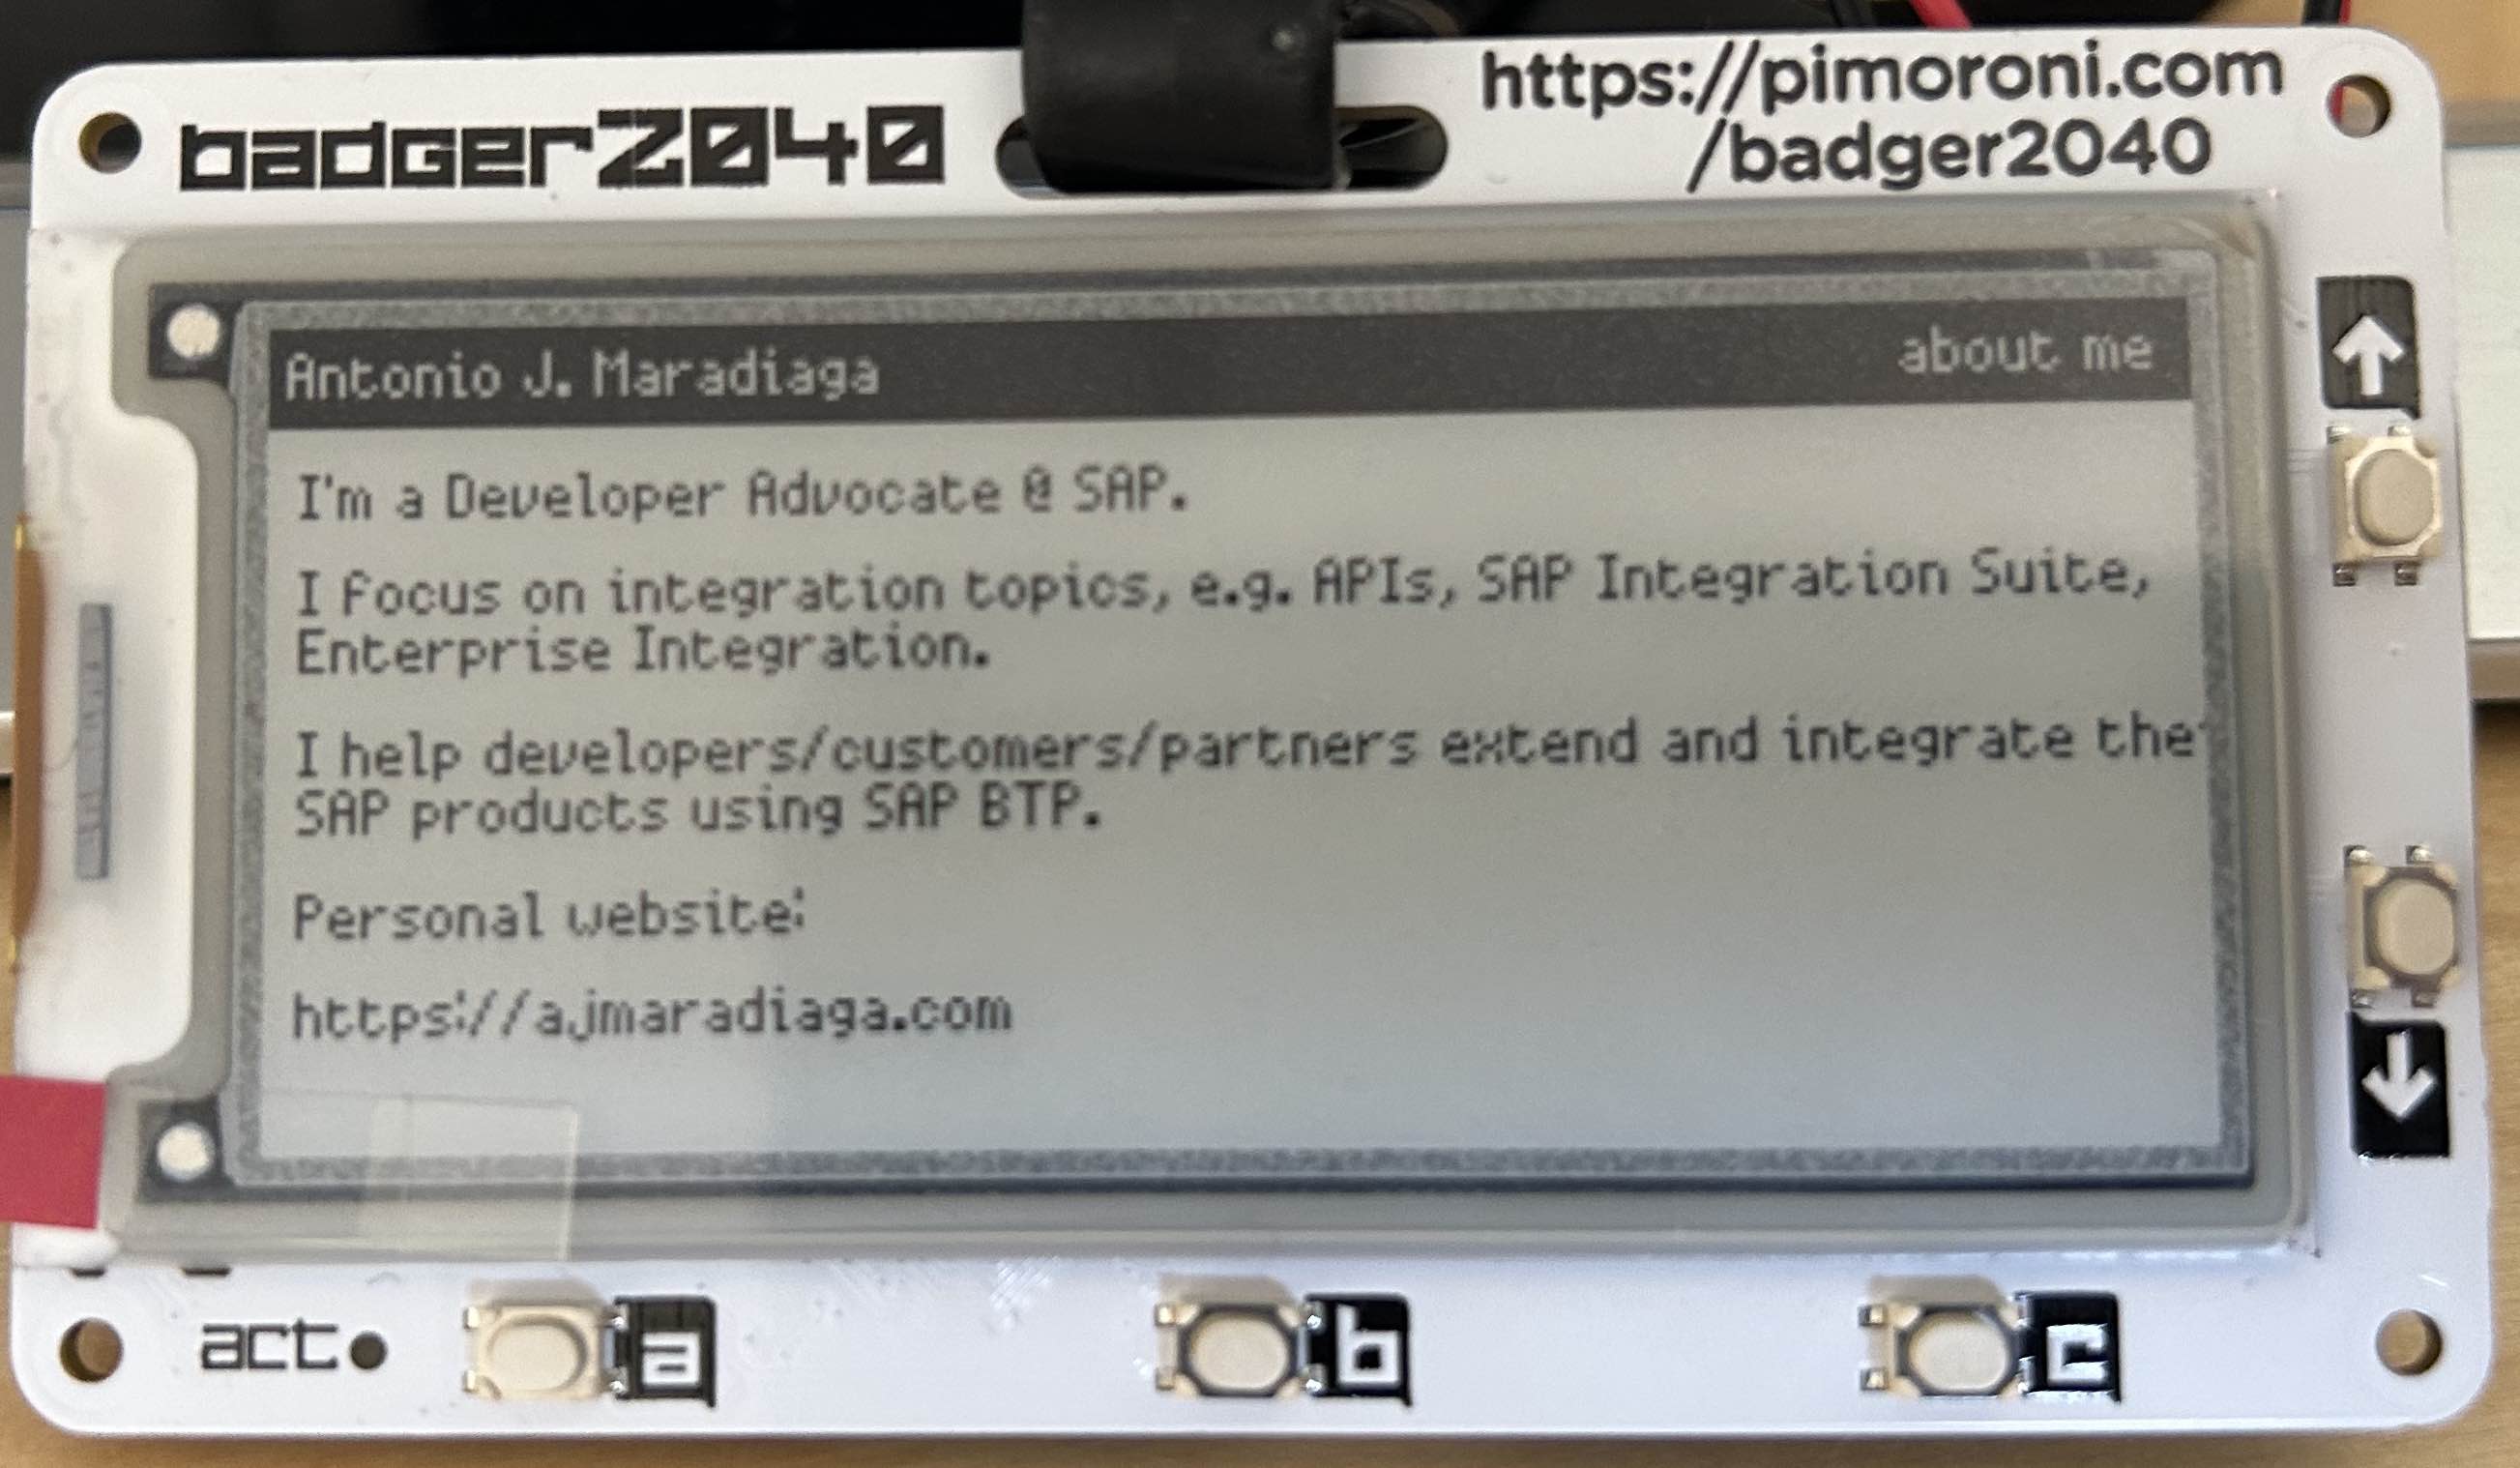 badger2040
https://pimoroni.com
/badger2040
Antonio J. Maradiaga
about me
I'm a Developer Advocate @ SAP.
I focus on integration topics, e.g. APIs, SAP Integration Suite,
Enterprise Integration.
I help developers/customers/partners extend and integrate the
SAP products using SAP BTP.
Personal website:
https://ajmaradiaga.com
act
a
b
c